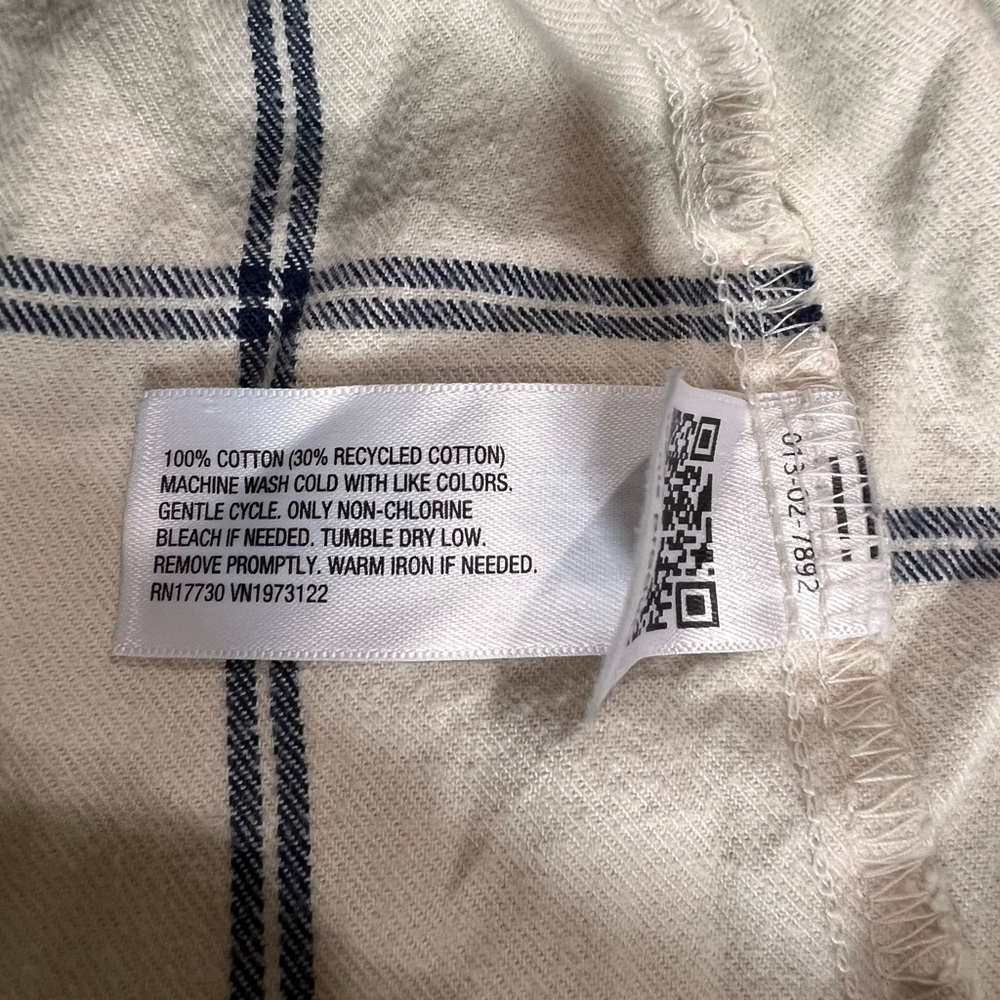 100% COTTON (30% RECYCLED COTTON)
MACHINE WASH COLD WITH LIKE COLORS.
GENTLE CYCLE. ONLY NON-CHLORINE
BLEACH IF NEEDED. TUMBLE DRY LOW.
REMOVE PROMPTLY. WARM IRON IF NEEDED.
RN17730 VN1973122
013-02-7892